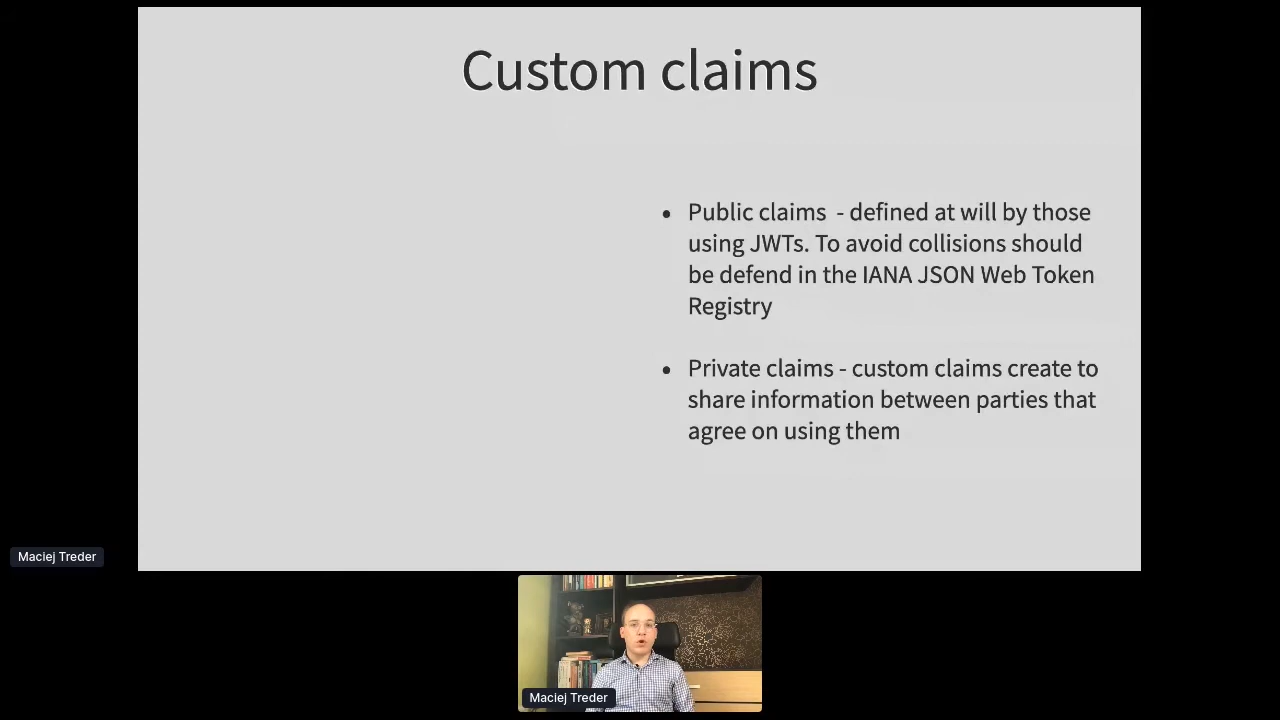 Custom claims
• Public claims - defined at will by those
using JWTs. To avoid collisions should
be defend in the IANA JSON Web Token
Registry
• Private claims - custom claims create to
share information between parties that
agree on using them
Maciej Treder
Maciej Treder